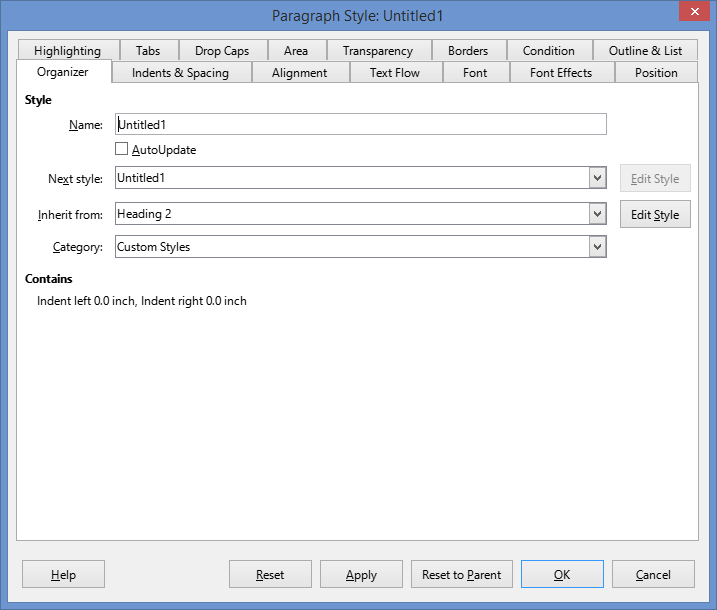 Paragraph Style: Untitled1
Highlighting Tabs Drop Caps Area Transparency Borders Condition Outline & List
Organizer Indents & Spacing Alignment Text Flow Font Font Effects Position
Style
Name: Untitled1
AutoUpdate
Next style: Untitled1 Edit Style
Inherit from: Heading 2 Edit Style
Category: Custom Styles
Contains
Indent left 0.0 inch, Indent right 0.0 inch
Help Reset Apply Reset to Parent OK Cancel